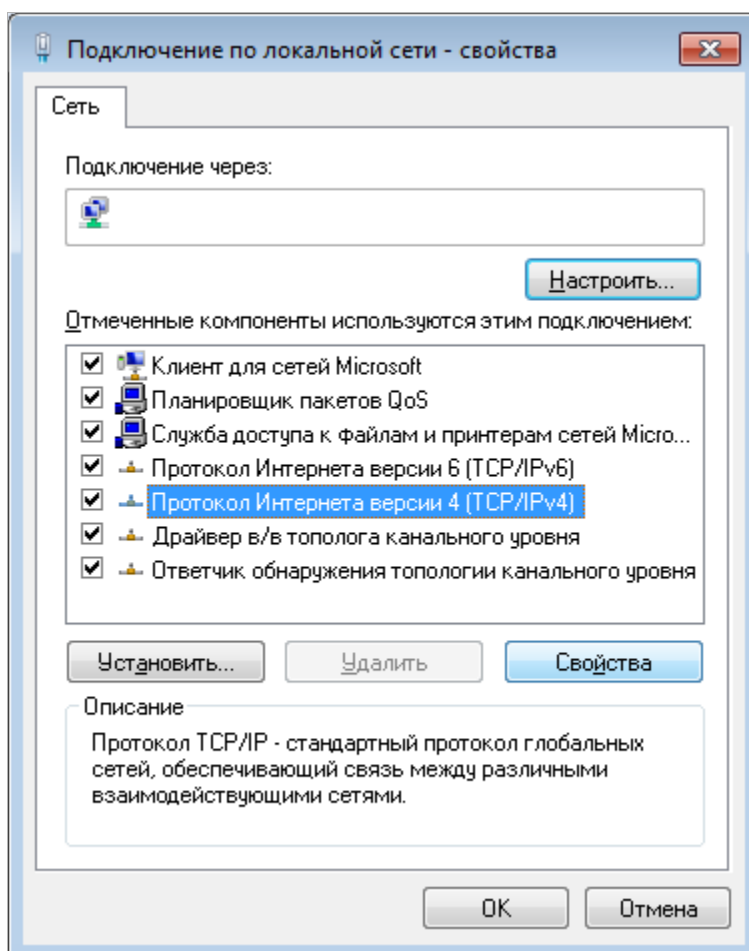 Подключение по локальной сети - свойства
Сеть
Подключение через:
Настроить...
Отмеченные компоненты используются этим подключением:
Клиент для сетей Microsoft
Планировщик пакетов QoS
Служба доступа к файлам и принтерам сетей Micro...
Протокол Интернета версии 6 (TCP/IPv6)
Протокол Интернета версии 4 (TCP/IPv4)
Драйвер в/в тополога канального уровня
Ответчик обнаружения топологии канального уровня
Установить...
Удалить
Свойства
Описание
Протокол TCP/IP - стандартный протокол глобальных
сетей, обеспечивающий связь между различными
взаимодействующими сетями.
OK
Отмена